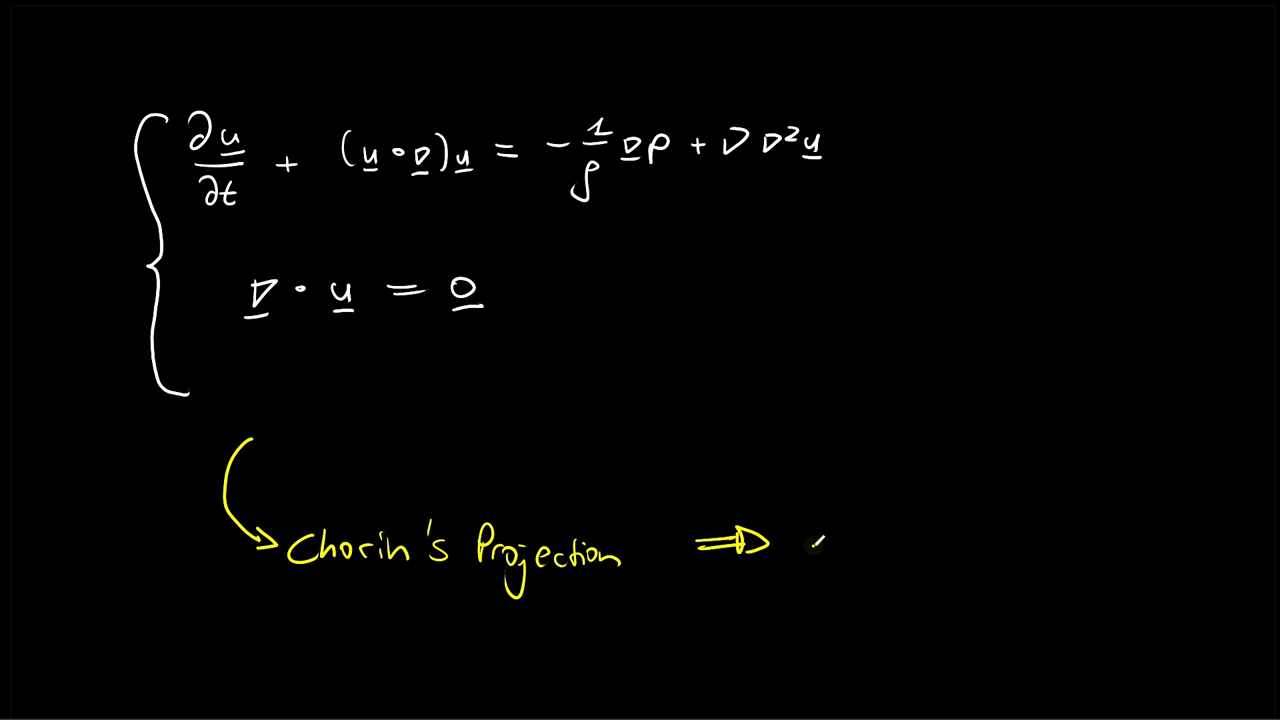 ∂u̲/∂t + (u̲ • ∇̲)u̲ = - 1/ρ ∇̲p + ν ∇²u̲
∇̲ • u̲ = 0̲
Chorin's Projection ⇒